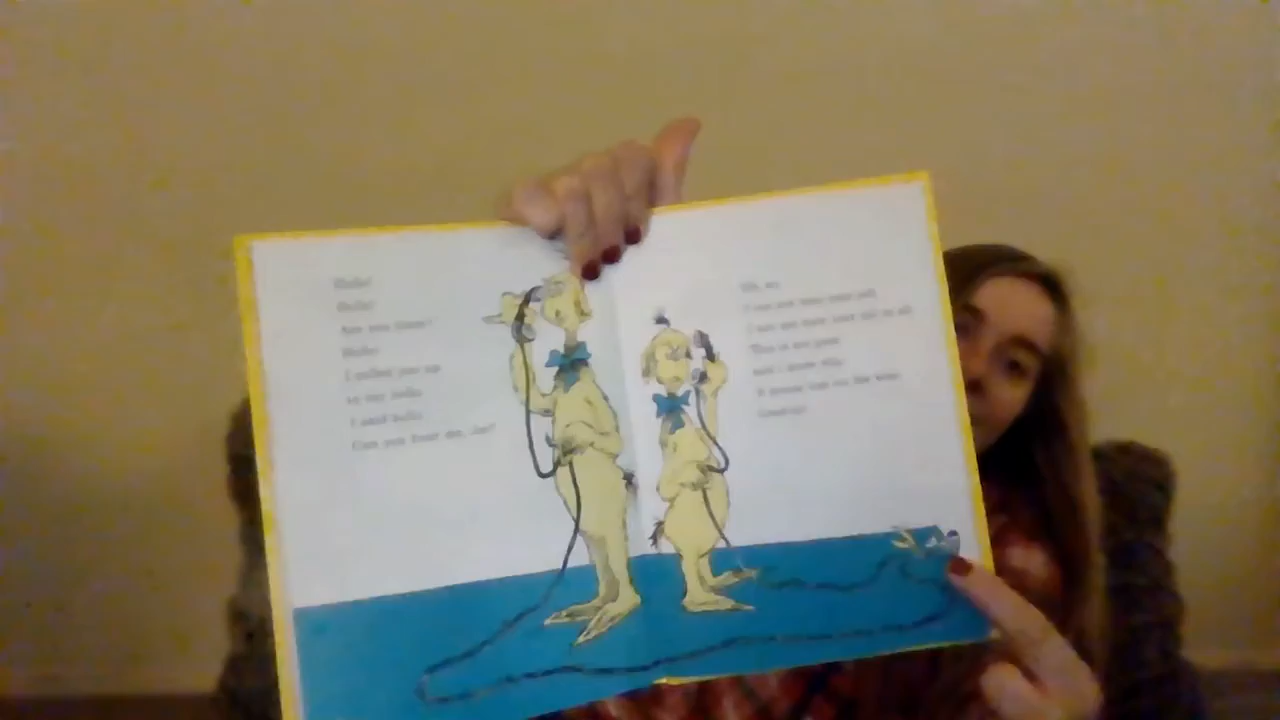 Hello!
Hello!
Are you there?
Hello!
I called you up
to say hello.
I said hello.
Can you hear me, Joe?
Oh, no.
I can not hear your call.
I can not hear your call at all.
This is not good
and I know why.
A mouse has cut the wire.
Good-by!